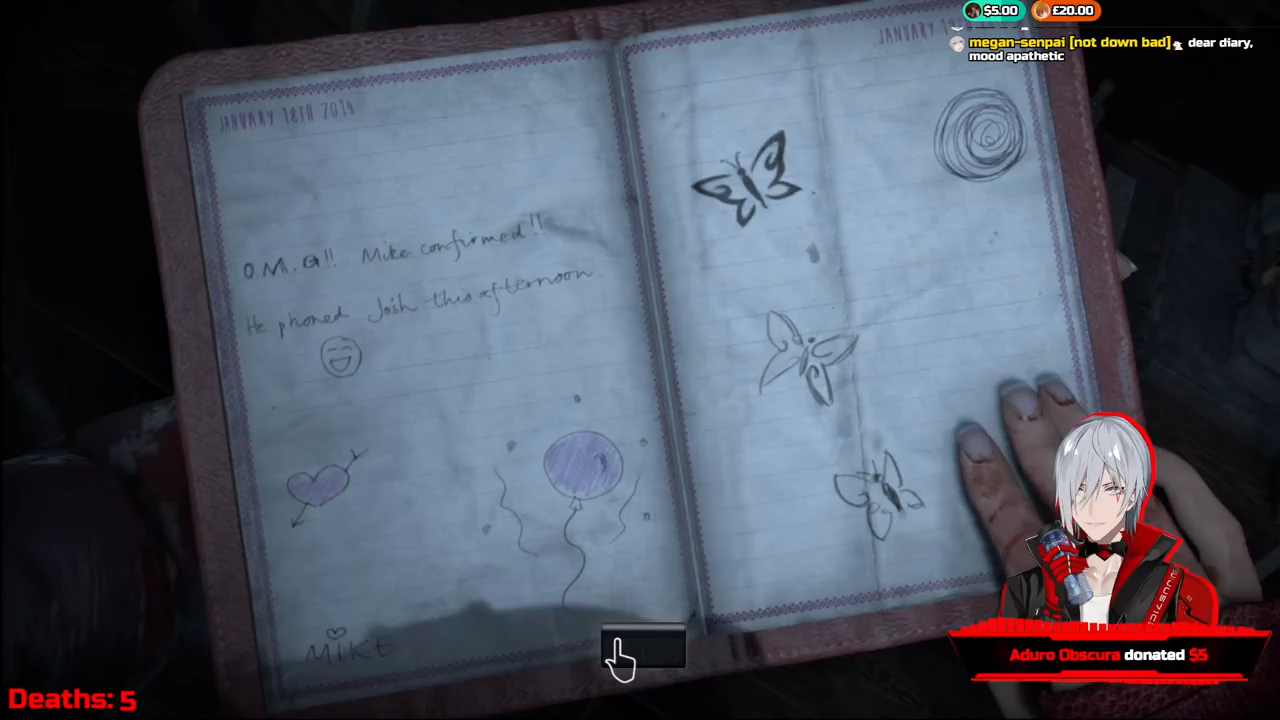 $5.00
£20.00
megan-senpai [not down bad] dear diary,
mood apathetic
JANUARY 18TH 2014
JANUARY
O.M.G!! Mike confirmed!!
He phoned Josh this afternoon
MIKE
Aduro Obscura donated $5
Deaths: 5